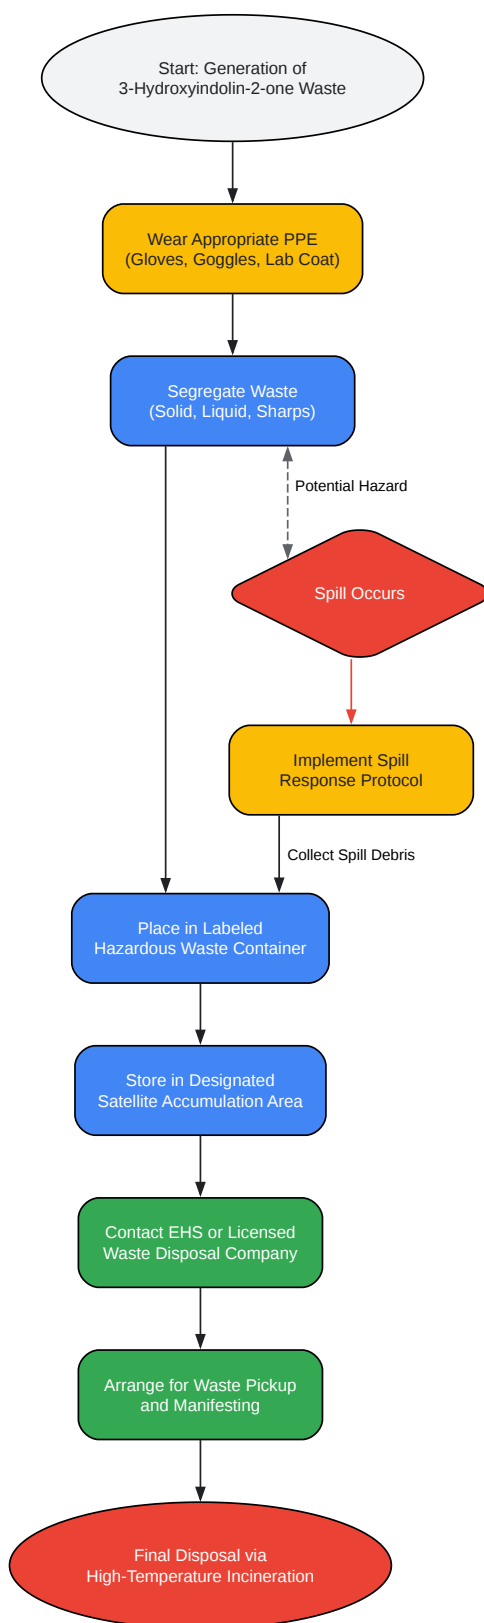 Start: Generation of
3-Hydroxyindolin-2-one Waste
Wear Appropriate PPE
(Gloves, Goggles, Lab Coat)
Segregate Waste
(Solid, Liquid, Sharps)
Potential Hazard
Spill Occurs
Implement Spill
Response Protocol
Collect Spill Debris
Place in Labeled
Hazardous Waste Container
Store in Designated
Satellite Accumulation Area
Contact EHS or Licensed
Waste Disposal Company
Arrange for Waste Pickup
and Manifesting
Final Disposal via
High-Temperature Incineration